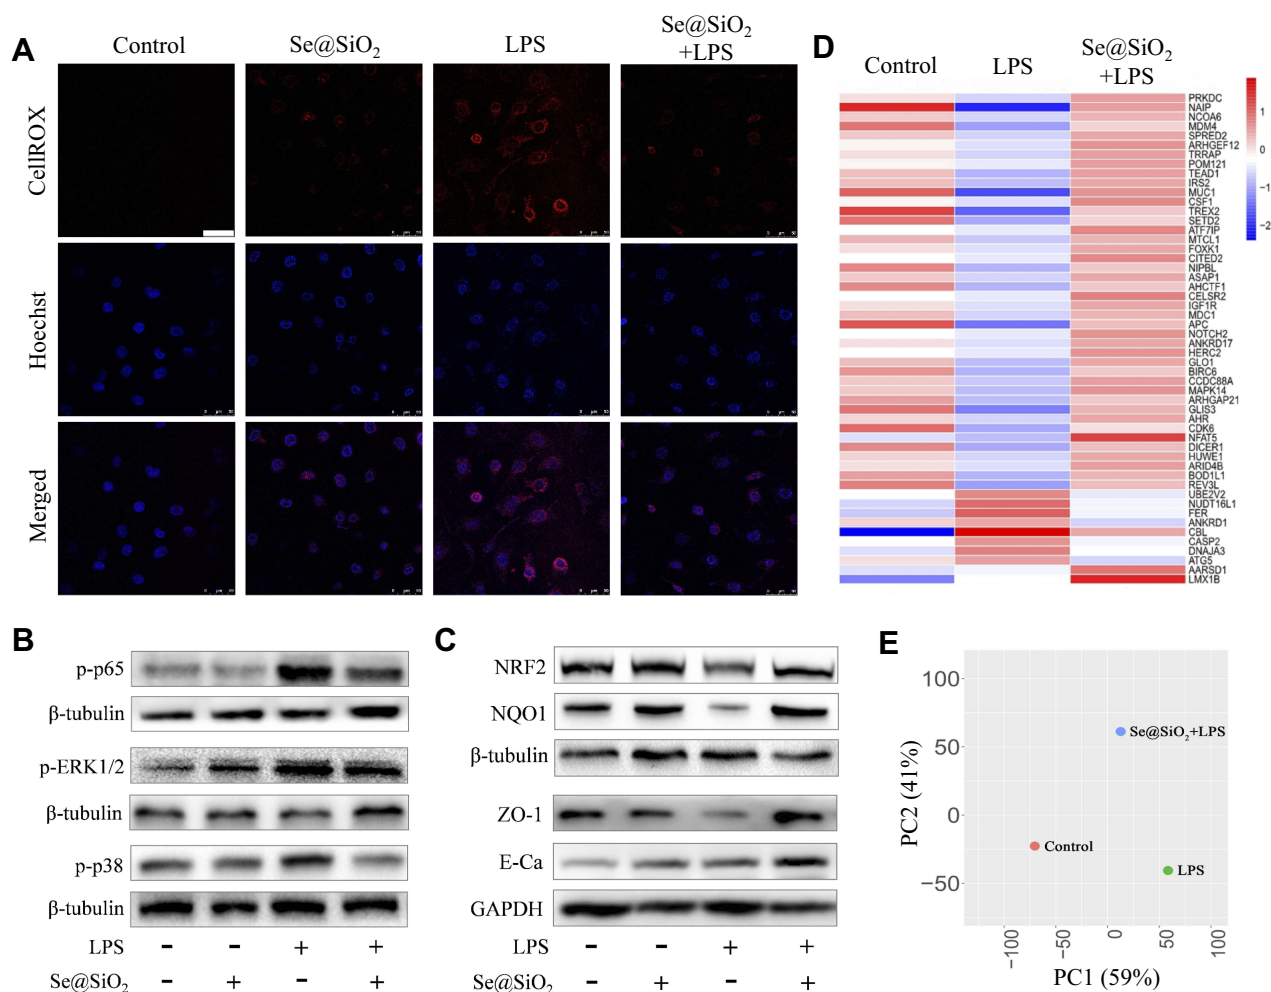 A
Control
Se@SiO₂
LPS
Se@SiO₂
+LPS
CellROX
Hoechst
Merged
B
p-p65
β-tubulin
p-ERK1/2
β-tubulin
p-p38
β-tubulin
LPS - - + +
Se@SiO₂ - + - +
C
NRF2
NQO1
β-tubulin
ZO-1
E-Ca
GAPDH
LPS - - + +
Se@SiO₂ - + - +
D
Control
LPS
Se@SiO₂
+LPS
PRKDC
NAIP
NCOA6
MDM4
SPRED2
ARHGEF12
TRRAP
POM121
TEAD1
IRS2
MUC1
CSF1
TREX2
SETD2
ATF7IP
MTCL1
FOXK1
CITED2
NIPBL
ASAP1
AHCTF1
CELSR2
IGF1R
MDC1
APC
NOTCH2
ANKRD17
HERC2
GLO1
BIRC6
CCDC88A
MAPK14
ARHGAP21
GLIS3
AHR
CDK6
NFAT5
DICER1
HUWE1
ARID4B
BOD1L1
REV3L
UBE2V2
NUDT16L1
FER
ANKRD1
CBL
CASP2
DNAJA3
ATG5
AARSD1
LMX1B
1
0
−1
−2
E
PC2 (41%)
100
50
0
−50
Se@SiO₂+LPS
Control
LPS
−100
−50
0
50
100
PC1 (59%)